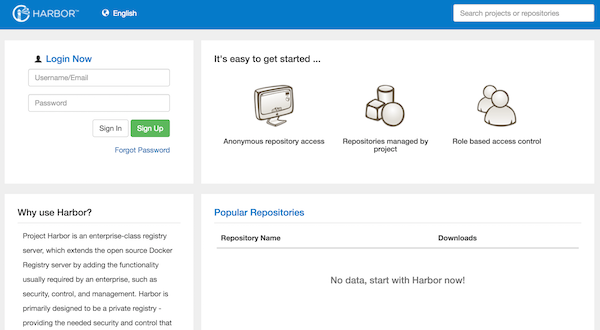 HARBOR™
English
Search projects or repositories
Login Now
Username/Email
Password
Sign In
Sign Up
Forgot Password
It's easy to get started ...
Anonymous repository access
Repositories managed by
project
Role based access control
Why use Harbor?
Project Harbor is an enterprise-class registry
server, which extends the open source Docker
Registry server by adding the functionality
usually required by an enterprise, such as
security, control, and management. Harbor is
primarily designed to be a private registry -
providing the needed security and control that
Popular Repositories
Repository Name Downloads
No data, start with Harbor now!